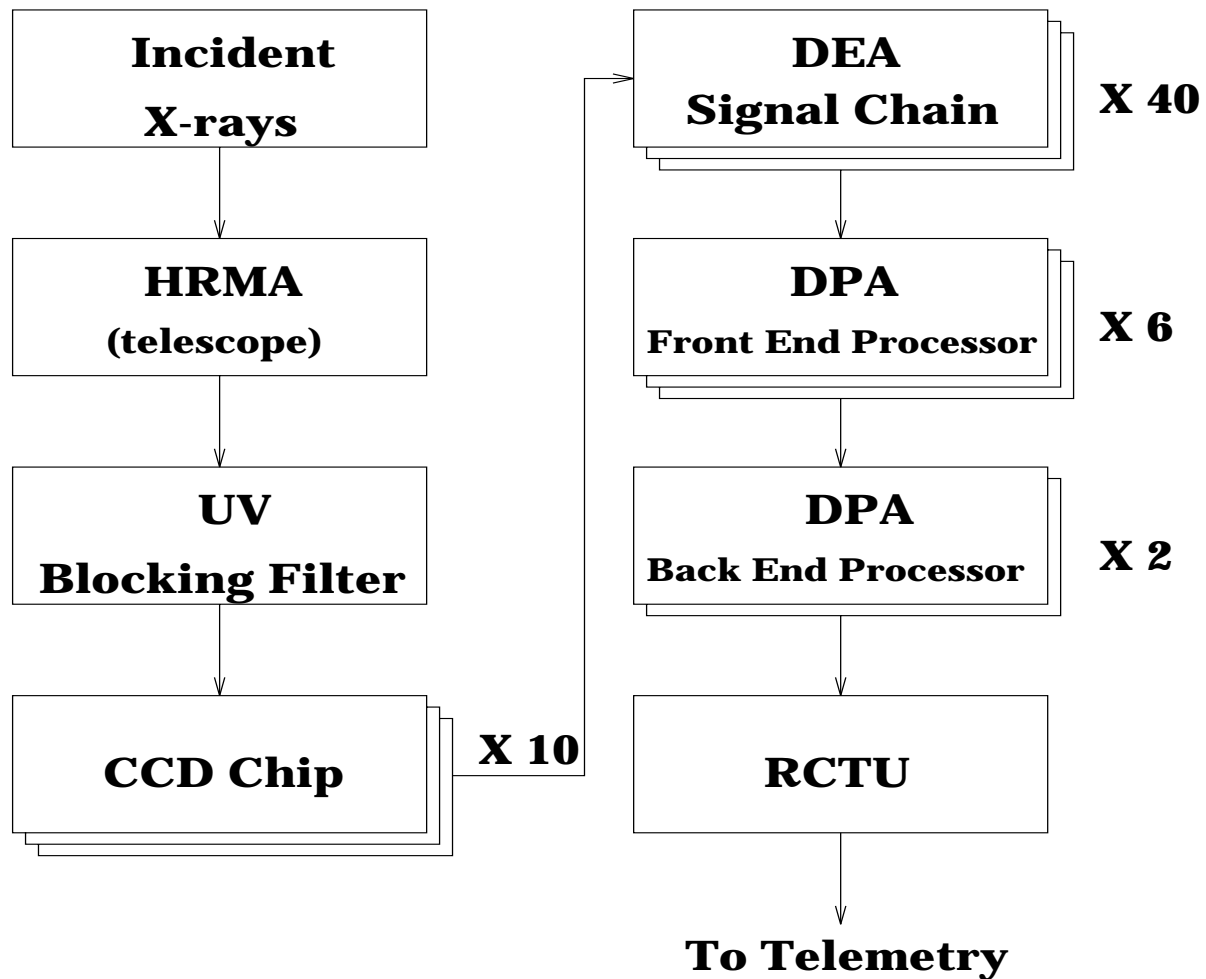 Incident
X-rays
HRMA
(telescope)
UV
Blocking Filter
CCD Chip
X 10
DEA
Signal Chain
X 40
DPA
Front End Processor
X 6
DPA
Back End Processor
X 2
RCTU
To Telemetry